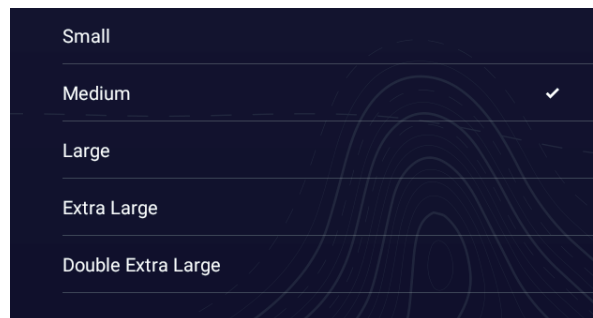 Small
Medium
Large
Extra Large
Double Extra Large